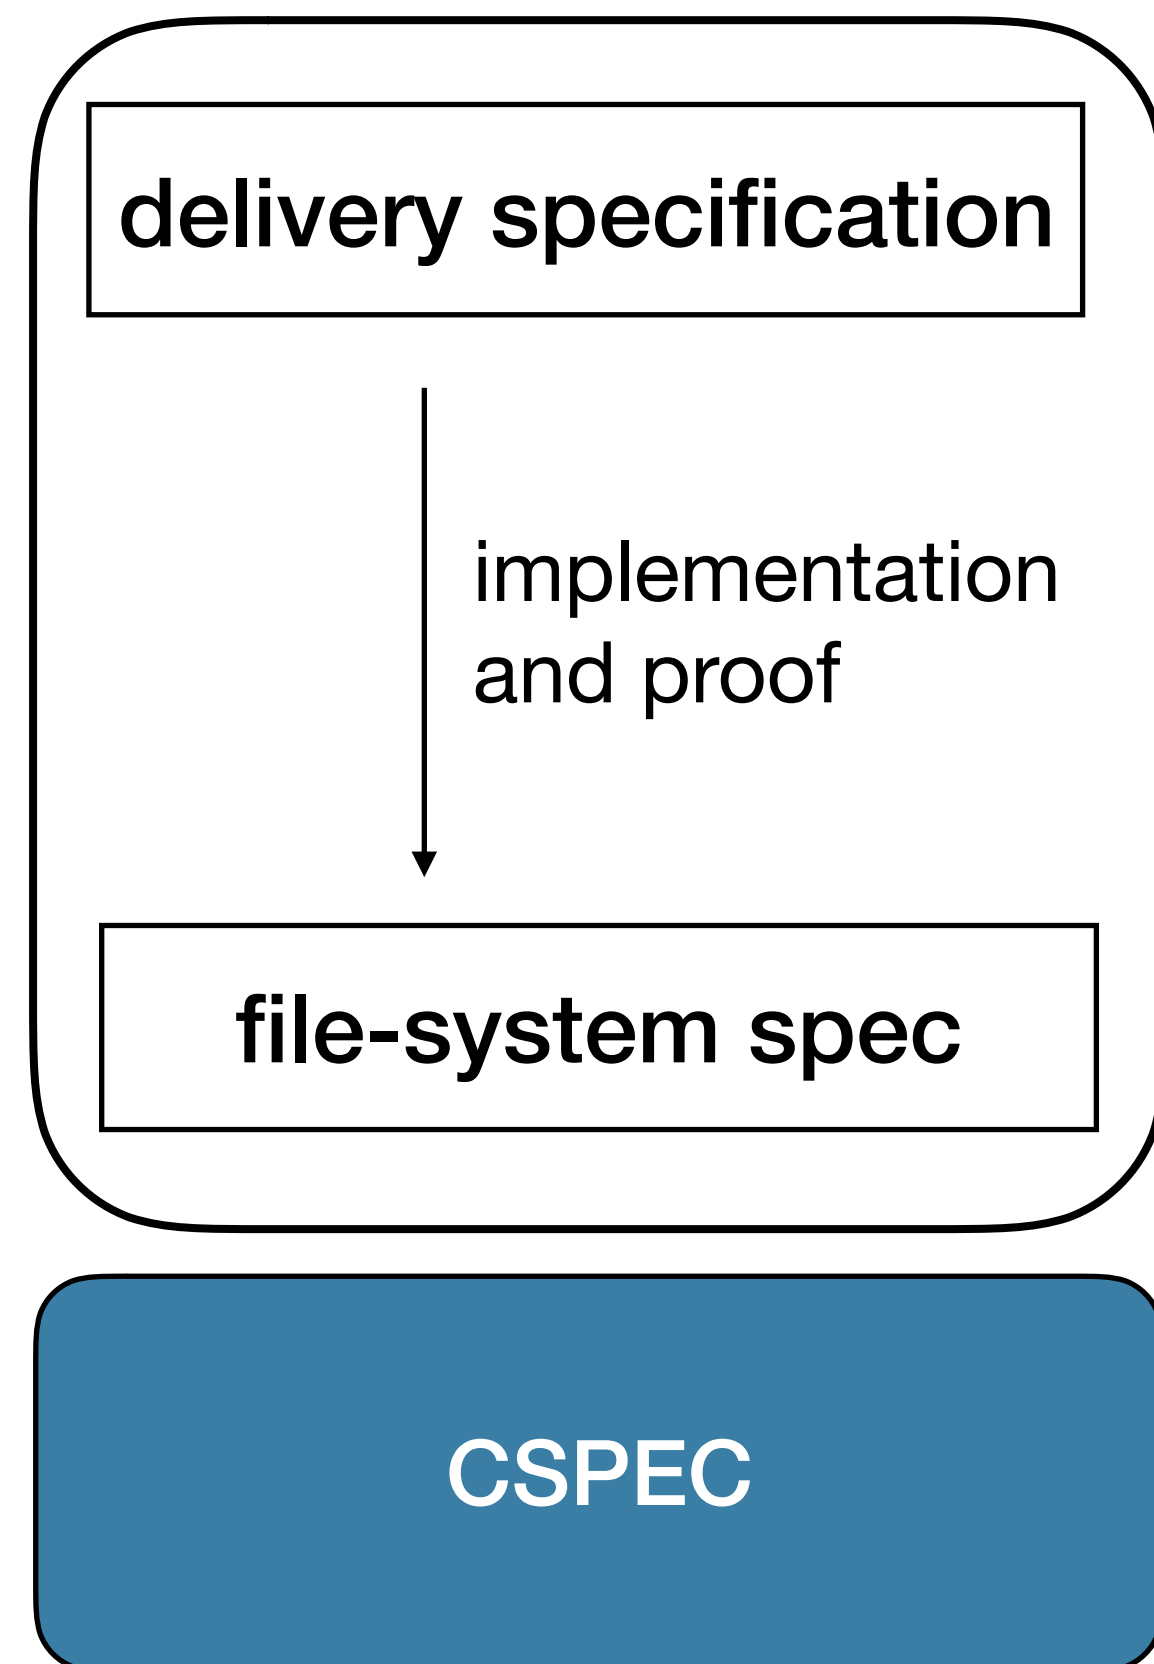 delivery specification
implementation
and proof
file-system spec
CSPEC